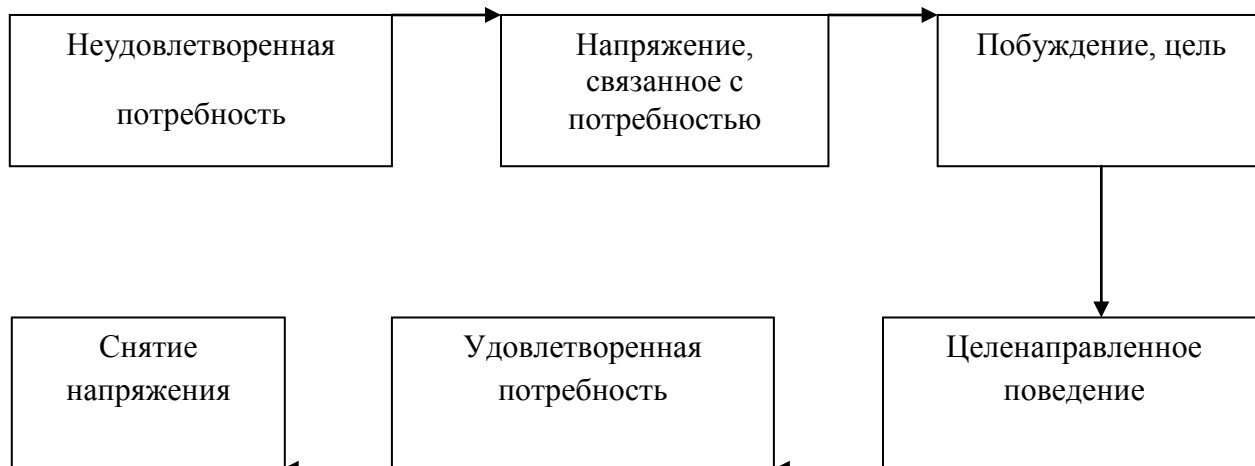 Неудовлетворенная
потребность
Напряжение,
связанное с
потребностью
Побуждение, цель
Снятие
напряжения
Удовлетворенная
потребность
Целенаправленное
поведение